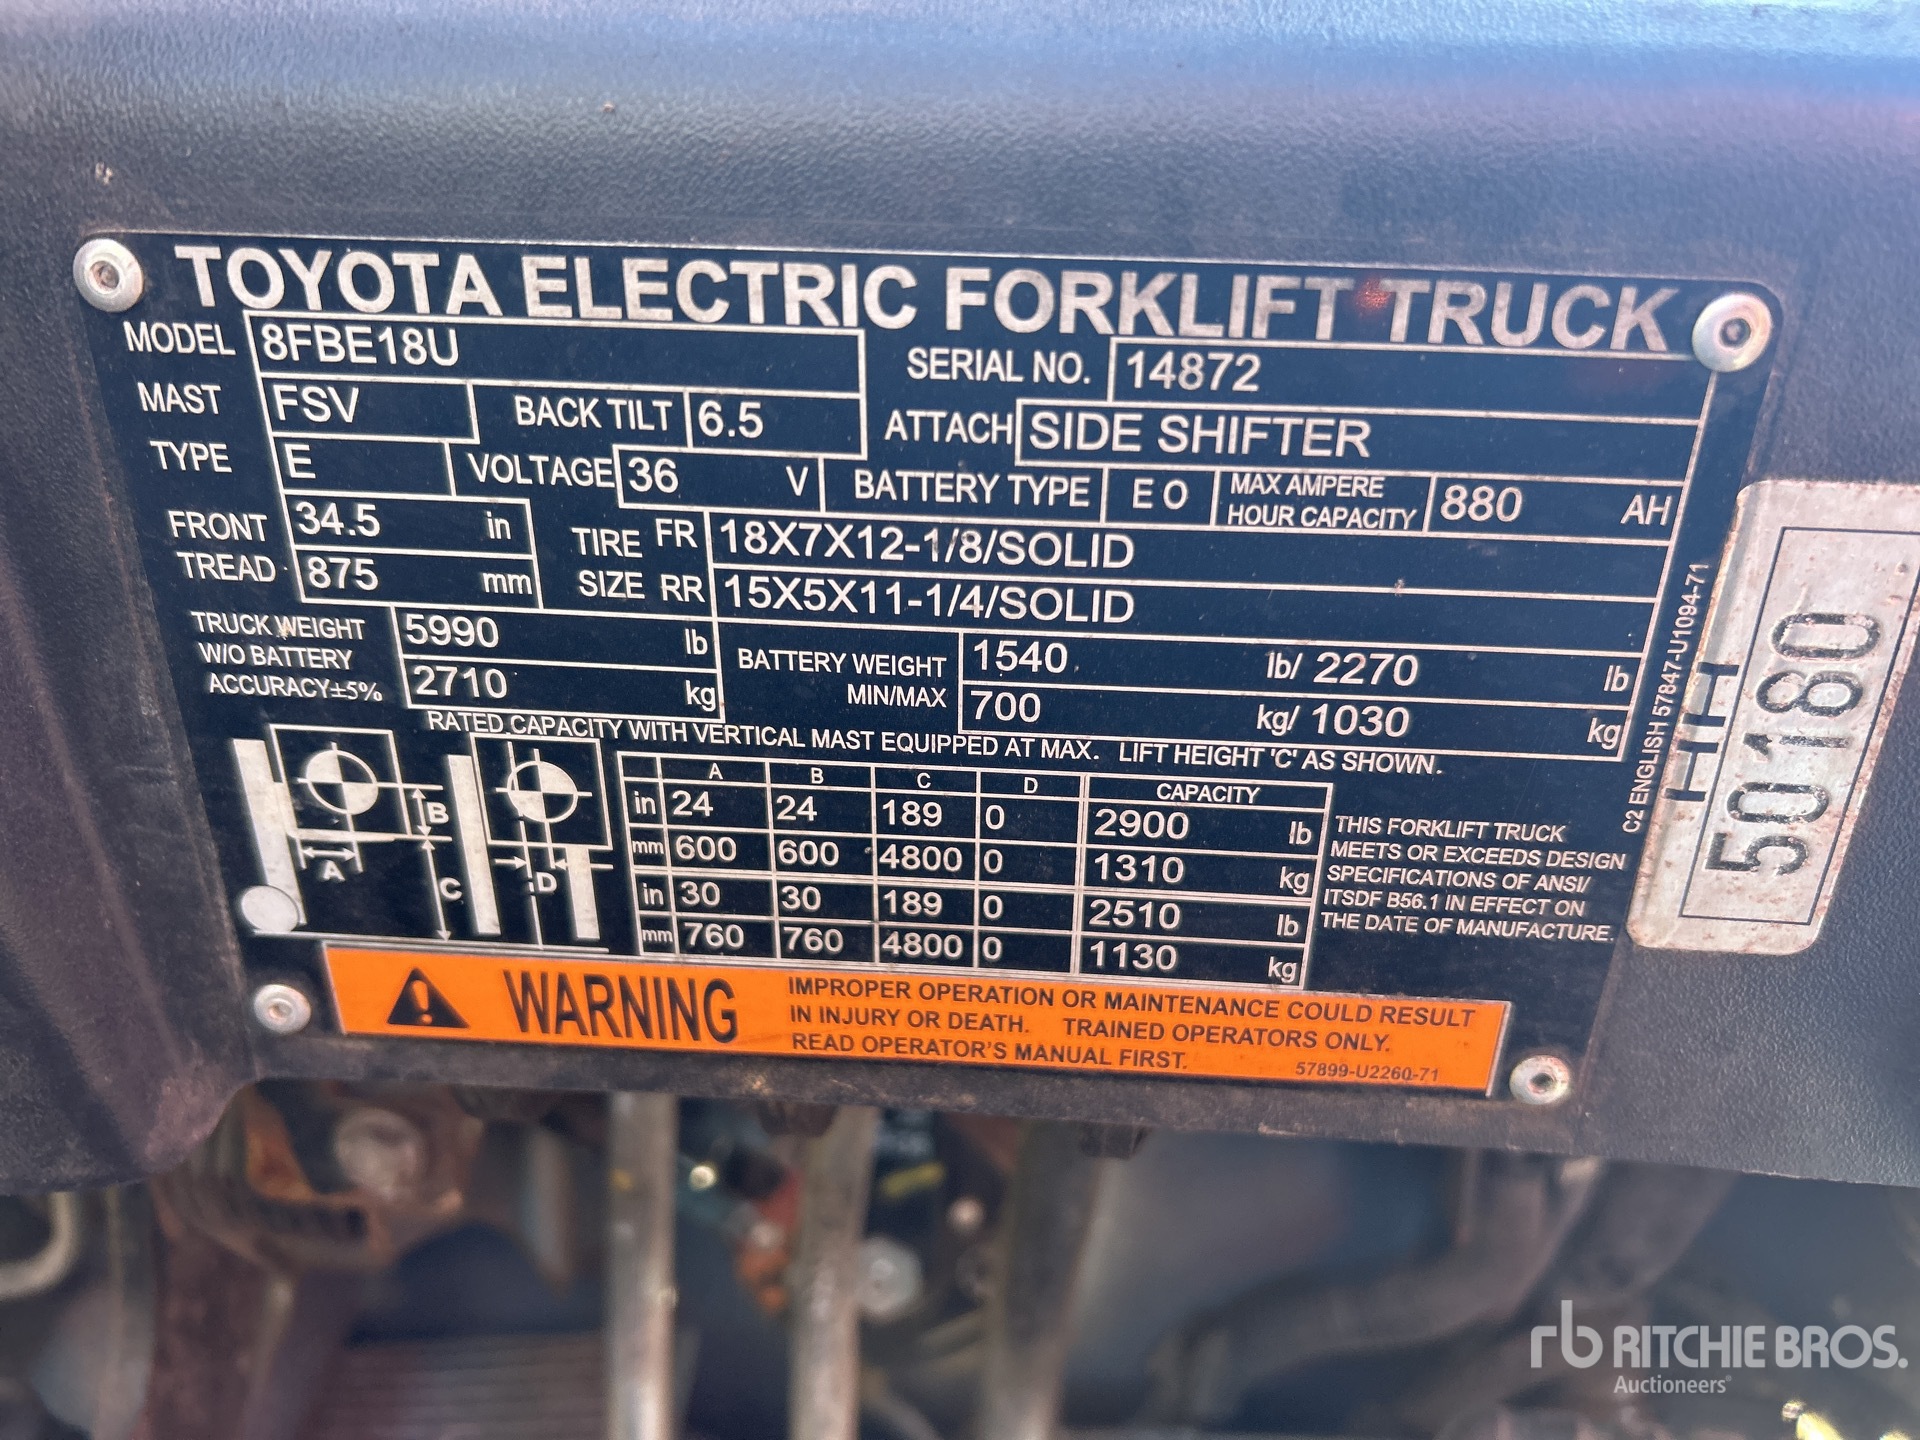 TOYOTA ELECTRIC FORKLIFT TRUCK
MODEL 8FBE18U SERIAL NO. 14872
MAST FSV BACK TILT 6.5 ATTACH SIDE SHIFTER
TYPE E VOLTAGE 36 V BATTERY TYPE E O MAX AMPERE HOUR CAPACITY 880 AH
FRONT TREAD 34.5 in TIRE SIZE FR 18X7X12-1/8/SOLID
875 mm RR 15X5X11-1/4/SOLID
TRUCK WEIGHT W/O BATTERY ACCURACY±5% 5990 lb BATTERY WEIGHT MIN/MAX 1540 lb/ 2270 lb
2710 kg 700 kg/ 1030 kg
RATED CAPACITY WITH VERTICAL MAST EQUIPPED AT MAX. LIFT HEIGHT 'C' AS SHOWN.
A B C D CAPACITY
in 24 24 189 0 2900 lb
mm 600 600 4800 0 1310 kg
in 30 30 189 0 2510 lb
mm 760 760 4800 0 1130 kg
B
A
C
D
THIS FORKLIFT TRUCK
MEETS OR EXCEEDS DESIGN
SPECIFICATIONS OF ANSI/
ITSDF B56.1 IN EFFECT ON
THE DATE OF MANUFACTURE.
C2 ENGLISH 57847-U1094-71
WARNING
IMPROPER OPERATION OR MAINTENANCE COULD RESULT
IN INJURY OR DEATH. TRAINED OPERATORS ONLY.
READ OPERATOR'S MANUAL FIRST.
57899-U2260-71
HH
50180
rb RITCHIE BROS.
Auctioneers